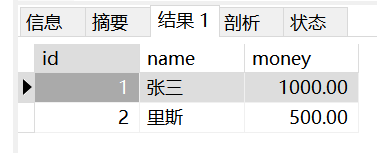 信息 摘要 结果 1 剖析 状态
id name money
1 张三 1000.00
2 里斯 500.00